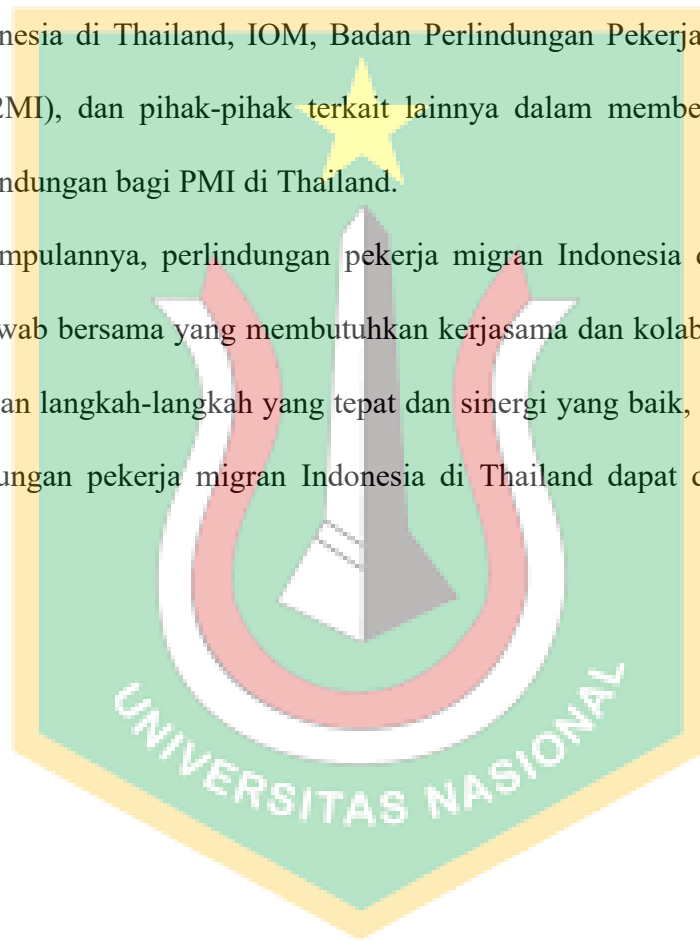 nesia di Thailand, IOM, Badan Perlindungan Pekerja
2MI), dan pihak-pihak terkait lainnya dalam membe
ndungan bagi PMI di Thailand.
mpulannya, perlindungan pekerja migran Indonesia d
wab bersama yang membutuhkan kerjasama dan kolab
an langkah-langkah yang tepat dan sinergi yang baik,
ungan pekerja migran Indonesia di Thailand dapat d
UNIVERSITAS NASIONAL